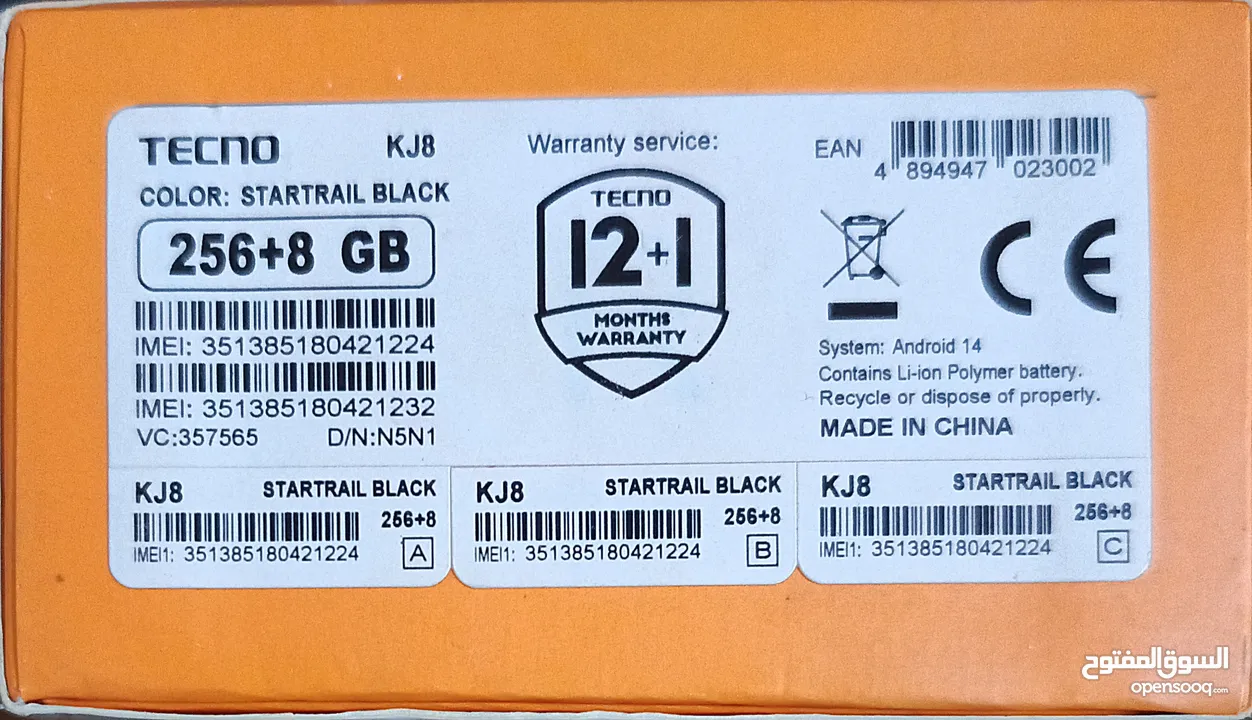 TECNO KJ8
COLOR: STARTRAIL BLACK
256+8 GB
IMEI: 351385180421224
IMEI: 351385180421232
VC:357565 D/N:N5N1
Warranty service:
TECNO
12+1
MONTHS
WARRANTY
EAN
4 894947 023002
CE
System: Android 14
Contains Li-ion Polymer battery.
Recycle or dispose of properly.
MADE IN CHINA
KJ8 STARTRAIL BLACK
256+8
IMEI1: 351385180421224 A
KJ8 STARTRAIL BLACK
256+8
IMEI1: 351385180421224 B
KJ8 STARTRAIL BLACK
256+8
IMEI1: 351385180421224 C
السوق المفتوح
opensooq.com